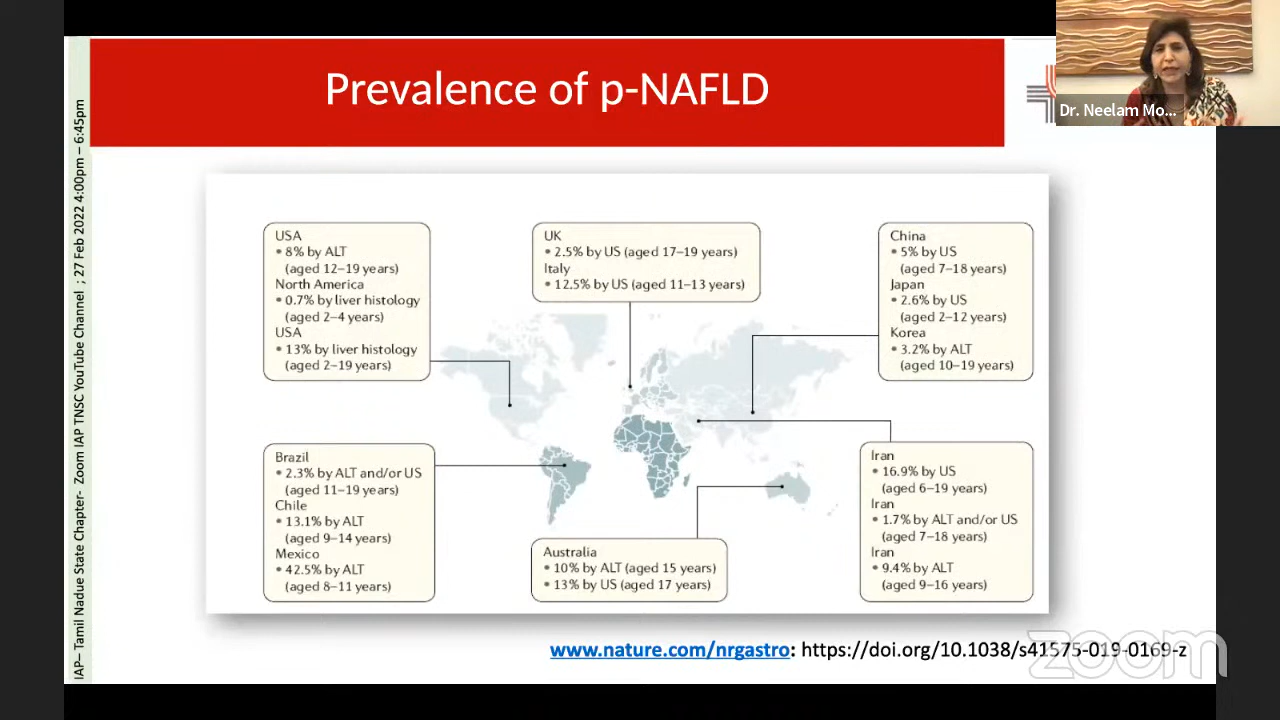 Prevalence of p-NAFLD
Dr. Neelam Mo...
IAP– Tamil Nadue State Chapter- Zoom IAP TNSC YouTube Channel ; 27 Feb 2022 4:00pm – 6:45pm
USA
• 8% by ALT
(aged 12–19 years)
North America
• 0.7% by liver histology
(aged 2–4 years)
USA
• 13% by liver histology
(aged 2–19 years)
UK
• 2.5% by US (aged 17–19 years)
Italy
• 12.5% by US (aged 11–13 years)
China
• 5% by US
(aged 7–18 years)
Japan
• 2.6% by US
(aged 2–12 years)
Korea
• 3.2% by ALT
(aged 10–19 years)
Brazil
• 2.3% by ALT and/or US
(aged 11–19 years)
Chile
• 13.1% by ALT
(aged 9–14 years)
Mexico
• 42.5% by ALT
(aged 8–11 years)
Australia
• 10% by ALT (aged 15 years)
• 13% by US (aged 17 years)
Iran
• 16.9% by US
(aged 6–19 years)
Iran
• 1.7% by ALT and/or US
(aged 7–18 years)
Iran
• 9.4% by ALT
(aged 9–16 years)
www.nature.com/nrgastro: https://doi.org/10.1038/s41575-019-0169-z
zoom